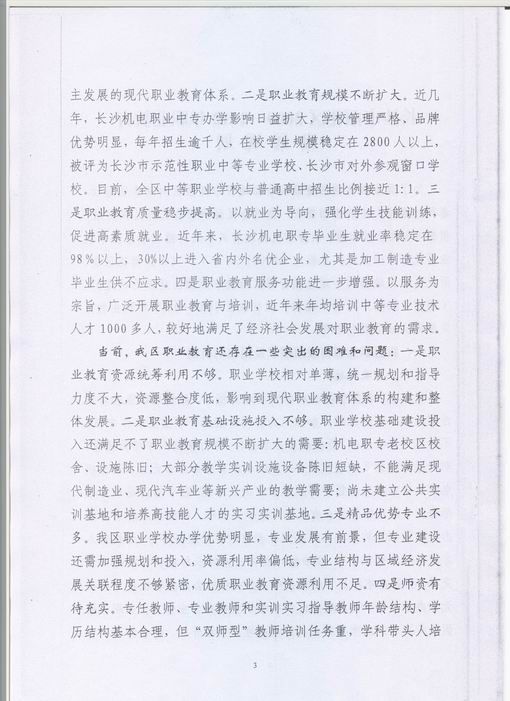 主发展的现代职业教育体系。二是职业教育规模不断扩大。近几
年，长沙机电职业中专办学影响日益扩大，学校管理严格、品牌
优势明显，每年招生逾千人，在校学生规模稳定在 2800 人以上，
被评为长沙市示范性职业中等专业学校、长沙市对外参观窗口学
校。目前，全区中等职业学校与普通高中招生比例接近 1：1。三
是职业教育质量稳步提高。以就业为导向，强化学生技能训练，
促进高素质就业。近年来，长沙机电职专毕业生就业率稳定在
98％以上，30%以上进入省内外名优企业，尤其是加工制造专业
毕业生供不应求。四是职业教育服务功能进一步增强。以服务为
宗旨，广泛开展职业教育与培训，近年来年均培训中等专业技术
人才 1000 多人，较好地满足了经济社会发展对职业教育的需求。
当前，我区职业教育还存在一些突出的困难和问题：一是职
业教育资源统筹利用不够。职业学校相对单薄，统一规划和指导
力度不大，资源整合度低，影响到现代职业教育体系的构建和整
体发展。二是职业教育基础设施投入不够。职业学校基础建设投
入还满足不了职业教育规模不断扩大的需要：机电职专老校区校
舍、设施陈旧；大部分教学实训设施设备陈旧短缺，不能满足现
代制造业、现代汽车业等新兴产业的教学需要；尚未建立公共实
训基地和培养高技能人才的实习实训基地。三是精品优势专业不
多。我区职业学校办学优势明显，专业发展有前景，但专业建设
还需加强规划和投入，资源利用率偏低，专业结构与区域经济发
展关联程度不够紧密，优质职业教育资源利用不足。四是师资有
待充实。专任教师、专业教师和实训实习指导教师年龄结构、学
历结构基本合理，但“双师型”教师培训任务重，学科带头人培
3